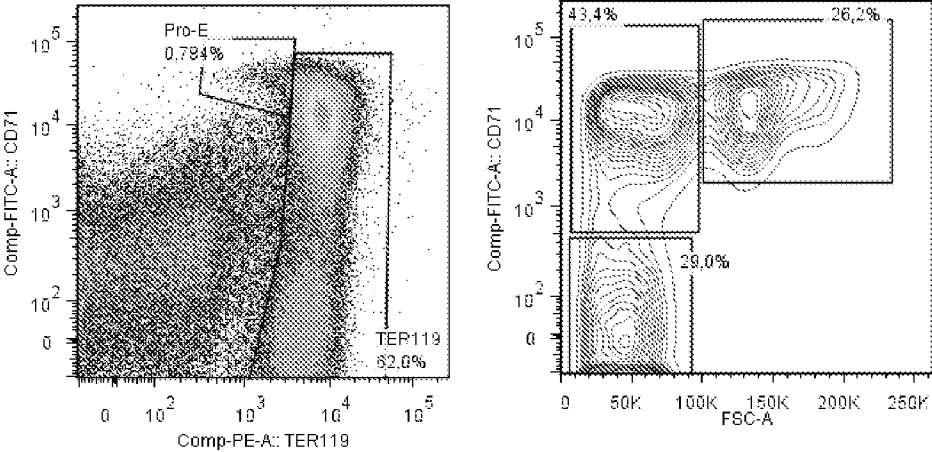 Pro-E
0,784%
10^5
10^4
10^3
10^2
0
Comp-FITC-A:: CD71
TER119
62,0%
0 10^2 10^3 10^4 10^5
Comp-PE-A:: TER119
43,4% 26,2%
10^5
10^4
10^3
10^2
0
Comp-FITC-A:: CD71
29,0%
0 50K 100K 150K 200K 250K
FSC-A